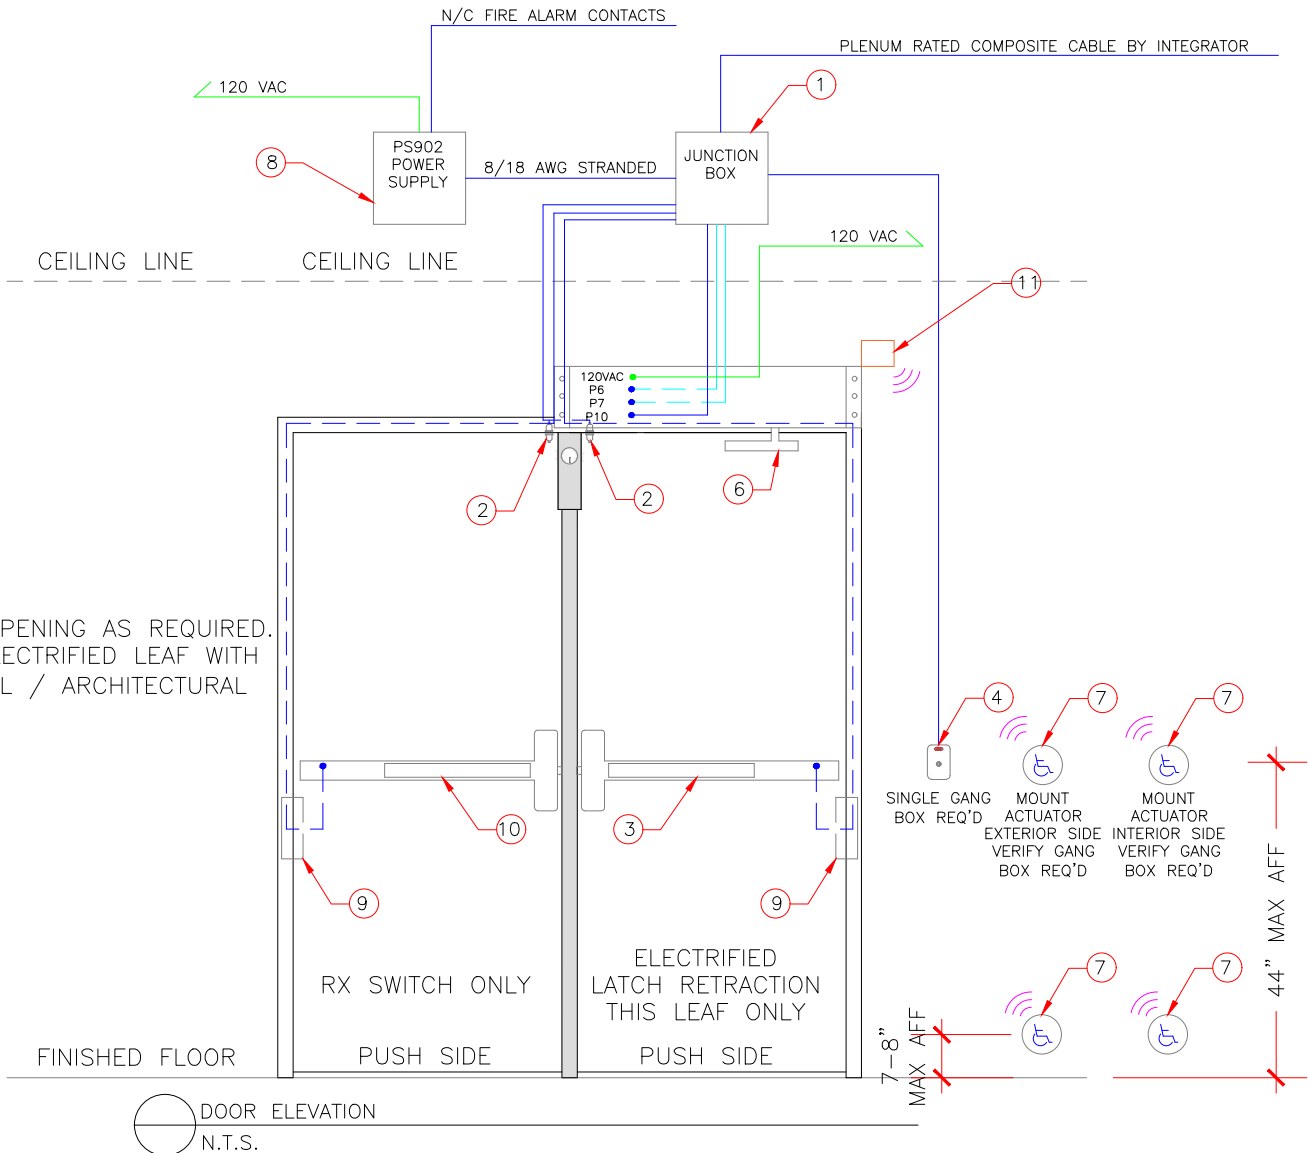 N/C FIRE ALARM CONTACTS
PLENUM RATED COMPOSITE CABLE BY INTEGRATOR
120 VAC
1
PS902
POWER
SUPPLY
8
8/18 AWG STRANDED
JUNCTION
BOX
120 VAC
CEILING LINE
CEILING LINE
11
120VAC
P6
P7
P10
2
2
6
PENING AS REQUIRED.
ECTRIFIED LEAF WITH
L / ARCHITECTURAL
4
7
7
SINGLE GANG
BOX REQ'D
MOUNT
ACTUATOR
EXTERIOR SIDE
VERIFY GANG
BOX REQ'D
MOUNT
ACTUATOR
INTERIOR SIDE
VERIFY GANG
BOX REQ'D
10
3
9
9
44" MAX AFF
RX SWITCH ONLY
ELECTRIFIED
LATCH RETRACTION
THIS LEAF ONLY
7
7
7-8"
MAX AFF
FINISHED FLOOR
PUSH SIDE
PUSH SIDE
DOOR ELEVATION
N.T.S.